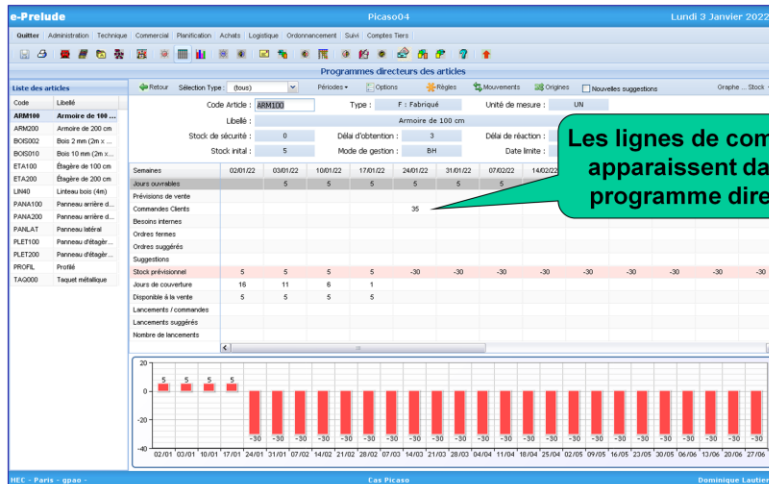 e-Prelude Picaso04 Lundi 3 Janvier 2022
Quitter Administration Technique Commercial Planification Achats Logistique Ordonnancement Suivi Comptes Tiers
Programmes directeurs des articles
Liste des articles
Retour Sélection Type : (tous) Périodes Options Règles Mouvements Origines Nouvelles suggestions Graphe ... Stock
Code Libellé
ARM100 Armoire de 100 ...
ARM200 Armoire de 200 cm
BOIS002 Bois 2 mm (2m x ...
BOIS010 Bois 10 mm (2m x...
ETA100 Étagère de 100 cm
ETA200 Étagère de 200 cm
LIN40 Linteau bois (4m)
PANA100 Panneau arrière d...
PANA200 Panneau arrière d...
PANLAT Panneau latéral
PLET100 Panneau d'étagèr...
PLET200 Panneau d'étagèr...
PROFIL Profilé
TAQ000 Taquet métallique
Code Article : ARM100 Type : F : Fabriqué Unité de mesure : UN
Libellé : Armoire de 100 cm
Stock de sécurité : 0 Délai d'obtention : 3 Délai de réaction :
Stock inital : 5 Mode de gestion : BH Date limite :
Les lignes de com
apparaissent da
programme dire
Semaines 02/01/22 03/01/22 10/01/22 17/01/22 24/01/22 31/01/22 07/02/22 14/02/22
Jours ouvrables 5 5 5 5 5 5
Prévisions de vente
Commandes Clients 35
Besoins internes
Ordres fermes
Ordres suggérés
Suggestions
Stock prévisionnel 5 5 5 5 -30 -30 -30 -30 -30 -30 -30 -30
Jours de couverture 16 11 6 1
Disponible à la vente 5 5 5 5
Lancements / commandes
Lancements suggérés
Nombre de lancements
20
0
-20
-40
5 5 5 5
-30 -30 -30 -30 -30 -30 -30 -30 -30 -30 -30 -30 -30 -30 -30 -30 -30 -30 -30 -30 -30 -30 -30
02/01 03/01 10/01 17/01 24/01 31/01 07/02 14/02 21/02 28/02 07/03 14/03 21/03 28/03 04/04 11/04 18/04 25/04 02/05 09/05 16/05 23/05 30/05 06/06 13/06 20/06 27/06
HEC - Paris - gpao - Cas Picaso Dominique Lautier